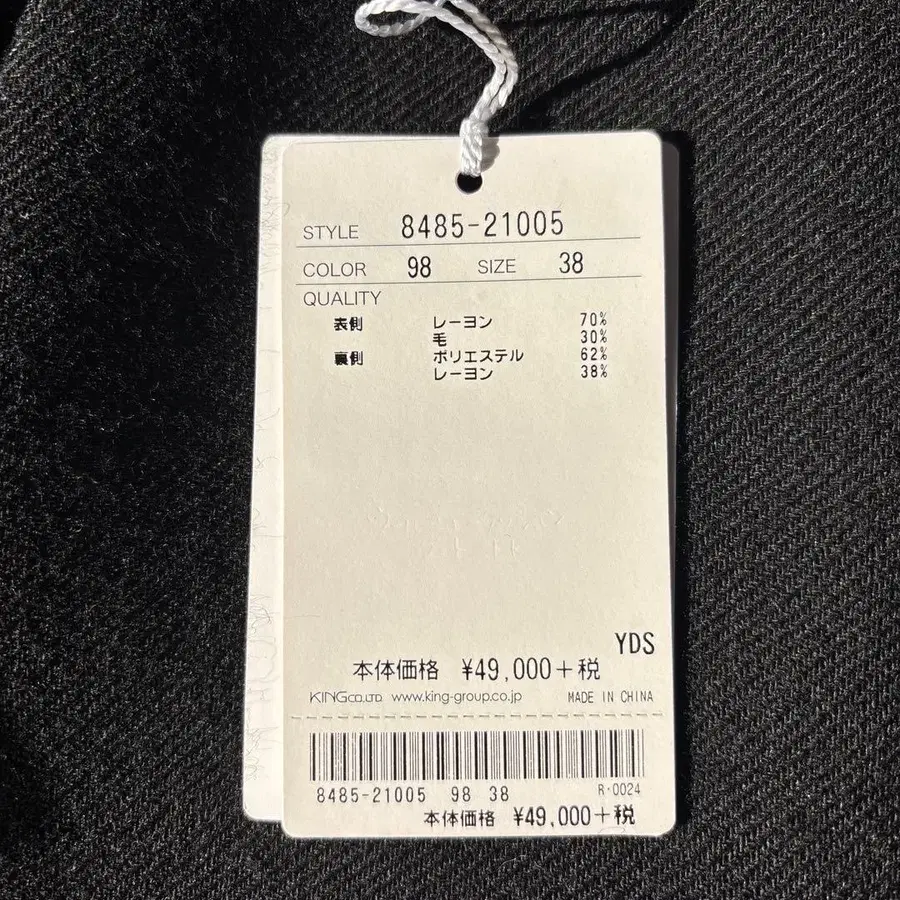 STYLE 8485-21005
COLOR 98 SIZE 38
QUALITY
表側 レーヨン 70%
毛 30%
裏側 ポリエステル 62%
レーヨン 38%
YDS
本体価格 ¥49,000+税
KING CO.LTD www.king-group.co.jp MADE IN CHINA
8485-21005 98 38 R·0024
本体価格 ¥49,000+税